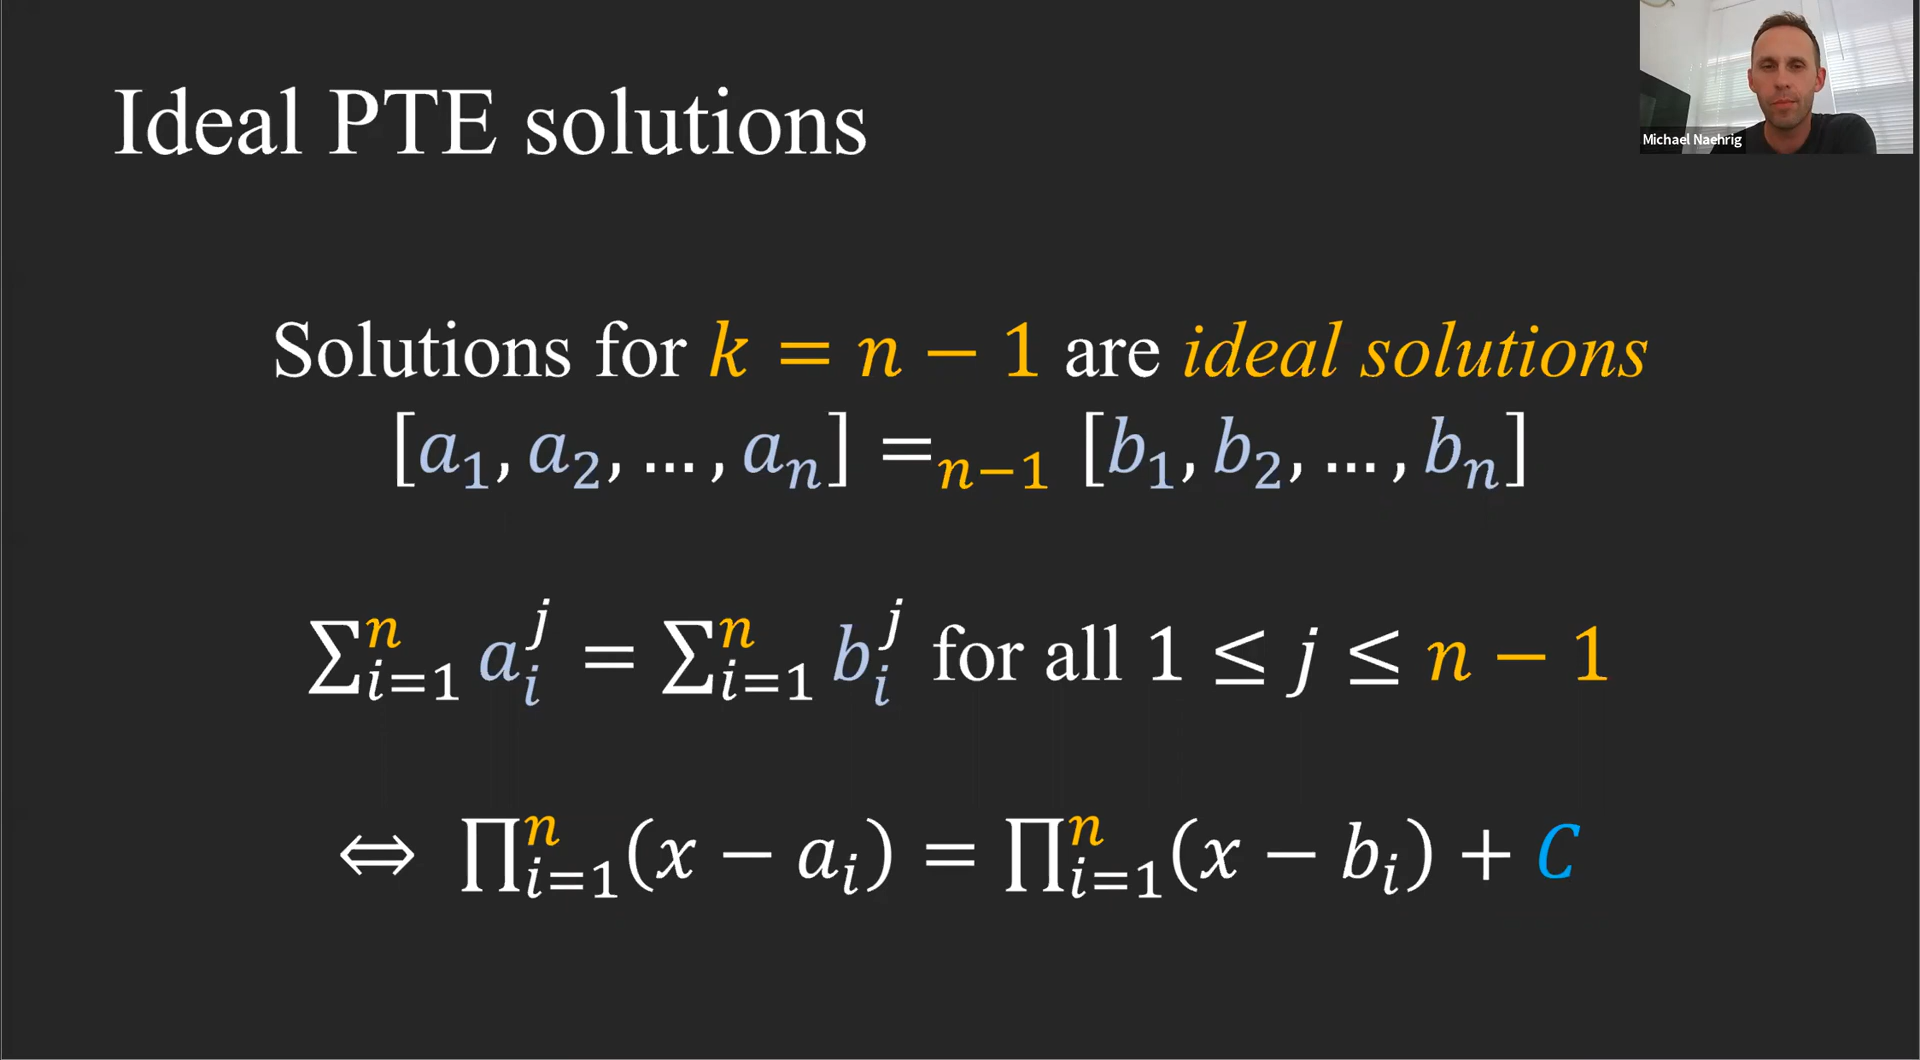 Ideal PTE solutions
Michael Naehrig
Solutions for k = n − 1 are ideal solutions
[a₁, a₂, …, aₙ] =ₙ₋₁ [b₁, b₂, …, bₙ]
∑ⁿᵢ₌₁ aᵢʲ = ∑ⁿᵢ₌₁ bᵢʲ for all 1 ≤ j ≤ n − 1
⇔ ∏ⁿᵢ₌₁(x − aᵢ) = ∏ⁿᵢ₌₁(x − bᵢ) + C